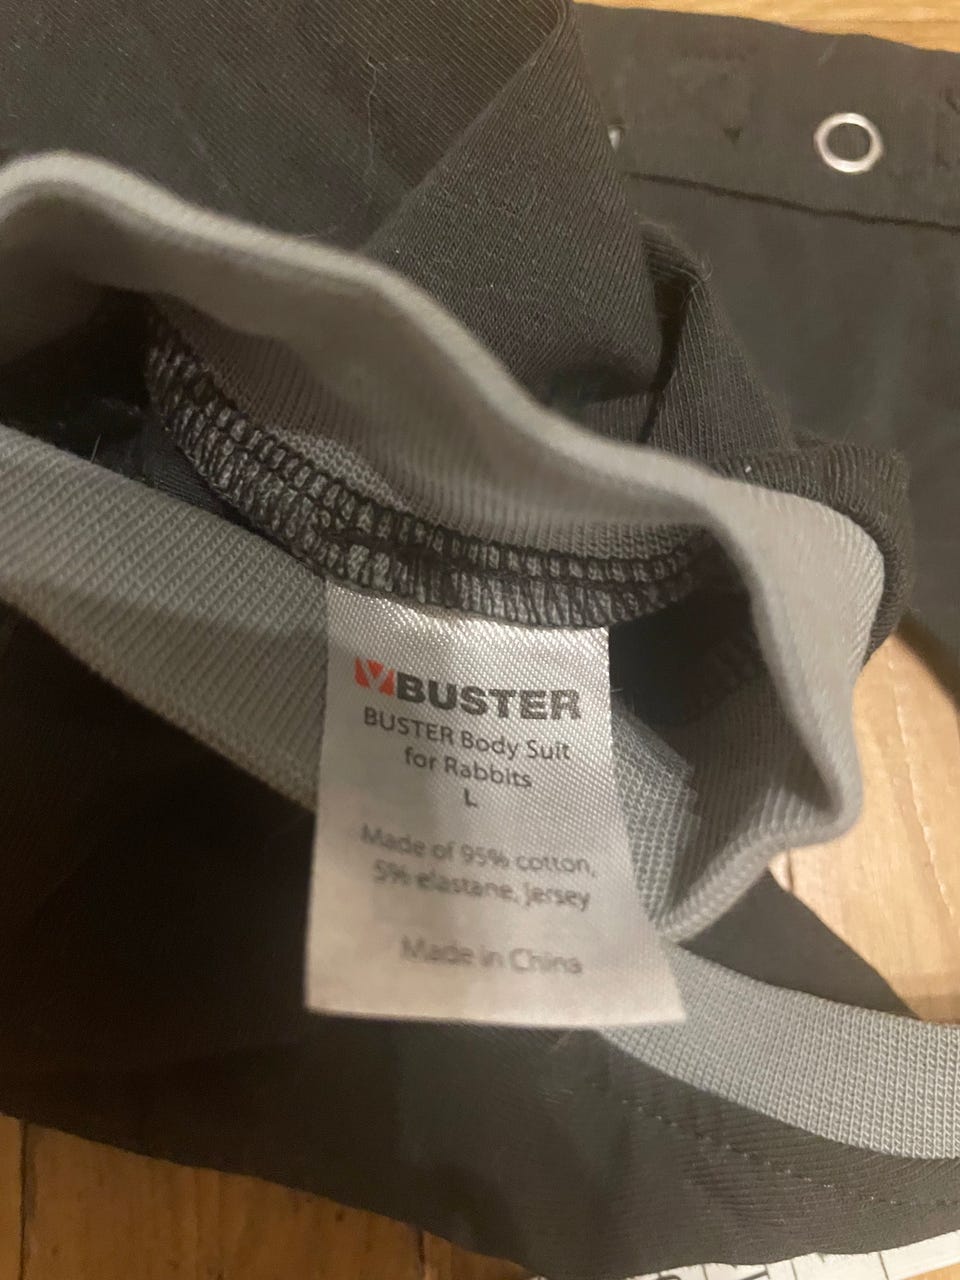 BUSTER
BUSTER Body Suit
for Rabbits
L
Made of 95% cotton,
5% elastane, Jersey
Made in China